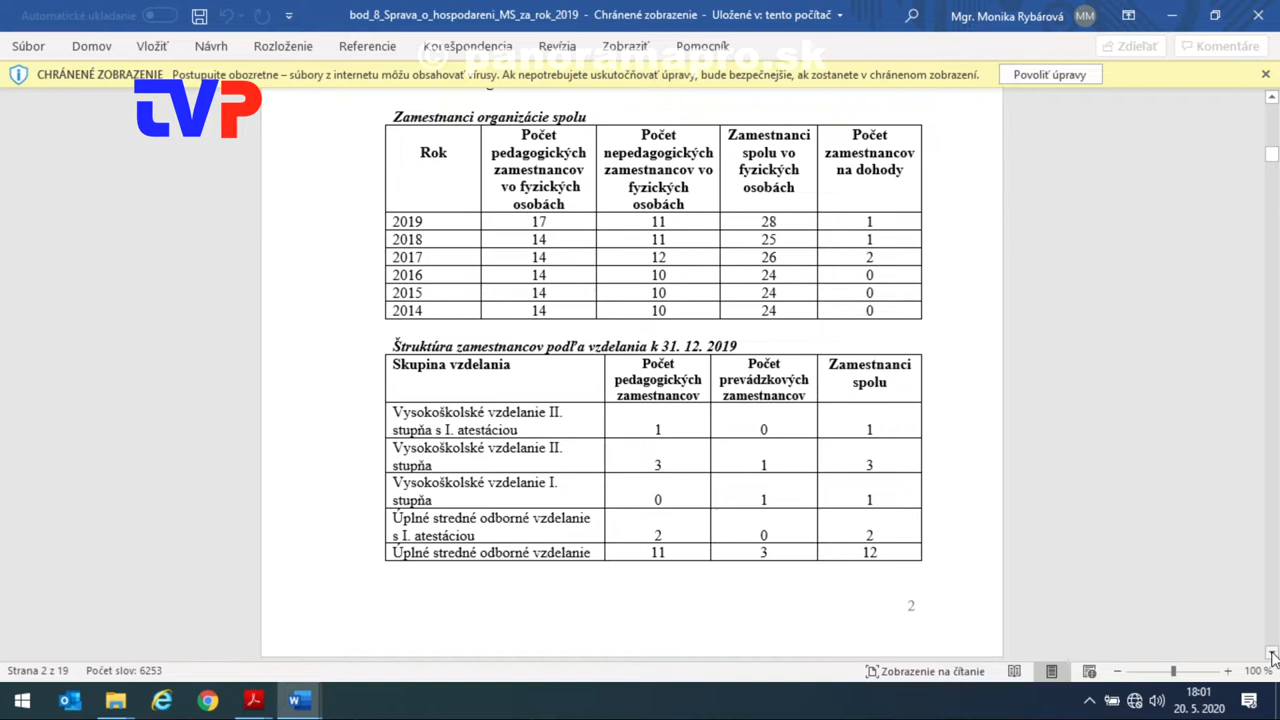 Automatické ukladanie
bod_8_Sprava_o_hospodareni_MS_za_rok_2019 - Chránené zobrazenie • Uložené v: tento počítač
Mgr. Monika Rybárová MM
Súbor Domov Vložiť Návrh Rozloženie Referencie Korešpondencia Revízia Zobraziť Pomocník Zdieľať Komentáre
© panoramapro.sk
CHRÁNENÉ ZOBRAZENIE Postupujte obozretne – súbory z internetu môžu obsahovať vírusy. Ak nepotrebujete uskutočňovať úpravy, bude bezpečnejšie, ak zostanete v chránenom zobrazení. Povoliť úpravy
TVP
Zamestnanci organizácie spolu
Rok Počet pedagogických zamestnancov vo fyzických osobách Počet nepedagogických zamestnancov vo fyzických osobách Zamestnanci spolu vo fyzických osobách Počet zamestnancov na dohody
2019 17 11 28 1
2018 14 11 25 1
2017 14 12 26 2
2016 14 10 24 0
2015 14 10 24 0
2014 14 10 24 0
Štruktúra zamestnancov podľa vzdelania k 31. 12. 2019
Skupina vzdelania Počet pedagogických zamestnancov Počet prevádzkových zamestnancov Zamestnanci spolu
Vysokoškolské vzdelanie II.
stupňa s I. atestáciou 1 0 1
Vysokoškolské vzdelanie II.
stupňa 3 1 3
Vysokoškolské vzdelanie I.
stupňa 0 1 1
Úplné stredné odborné vzdelanie
s I. atestáciou 2 0 2
Úplné stredné odborné vzdelanie 11 3 12
2
Strana 2 z 19 Počet slov: 6253 Zobrazenie na čítanie 100 %
18:01
20. 5. 2020